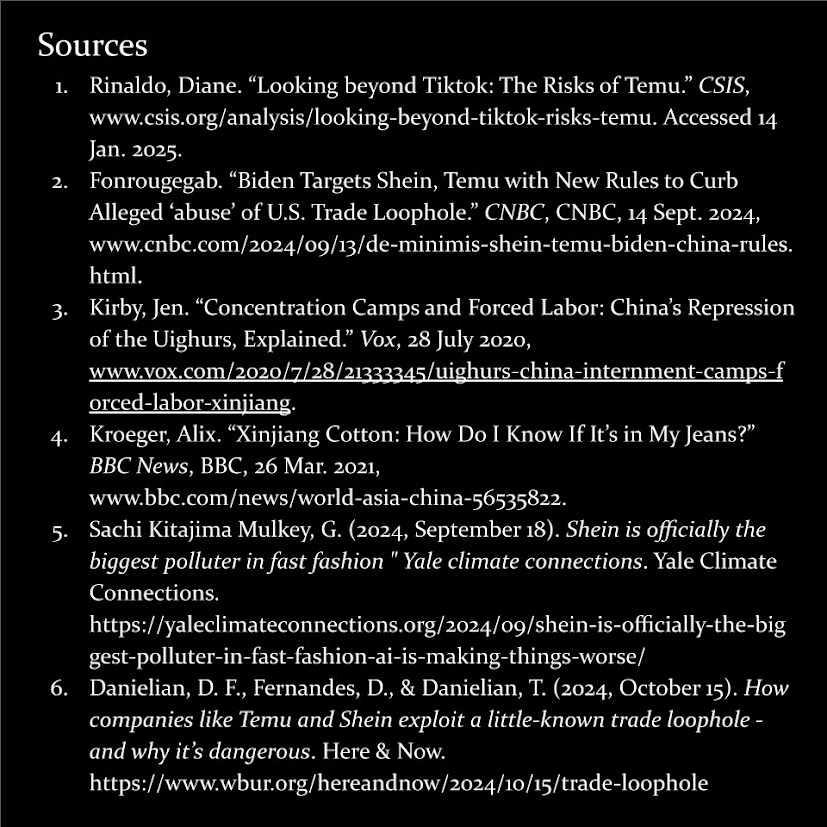 Sources
1. Rinaldo, Diane. “Looking beyond Tiktok: The Risks of Temu.” CSIS,
www.csis.org/analysis/looking-beyond-tiktok-risks-temu. Accessed 14
Jan. 2025.
2. Fonrougegab. “Biden Targets Shein, Temu with New Rules to Curb
Alleged ‘abuse’ of U.S. Trade Loophole.” CNBC, CNBC, 14 Sept. 2024,
www.cnbc.com/2024/09/13/de-minimis-shein-temu-biden-china-rules.
html.
3. Kirby, Jen. “Concentration Camps and Forced Labor: China’s Repression
of the Uighurs, Explained.” Vox, 28 July 2020,
www.vox.com/2020/7/28/21333345/uighurs-china-internment-camps-f
orced-labor-xinjiang.
4. Kroeger, Alix. “Xinjiang Cotton: How Do I Know If It’s in My Jeans?”
BBC News, BBC, 26 Mar. 2021,
www.bbc.com/news/world-asia-china-56535822.
5. Sachi Kitajima Mulkey, G. (2024, September 18). Shein is officially the
biggest polluter in fast fashion " Yale climate connections. Yale Climate
Connections.
https://yaleclimateconnections.org/2024/09/shein-is-officially-the-big
gest-polluter-in-fast-fashion-ai-is-making-things-worse/
6. Danielian, D. F., Fernandes, D., & Danielian, T. (2024, October 15). How
companies like Temu and Shein exploit a little-known trade loophole -
and why it’s dangerous. Here & Now.
https://www.wbur.org/hereandnow/2024/10/15/trade-loophole